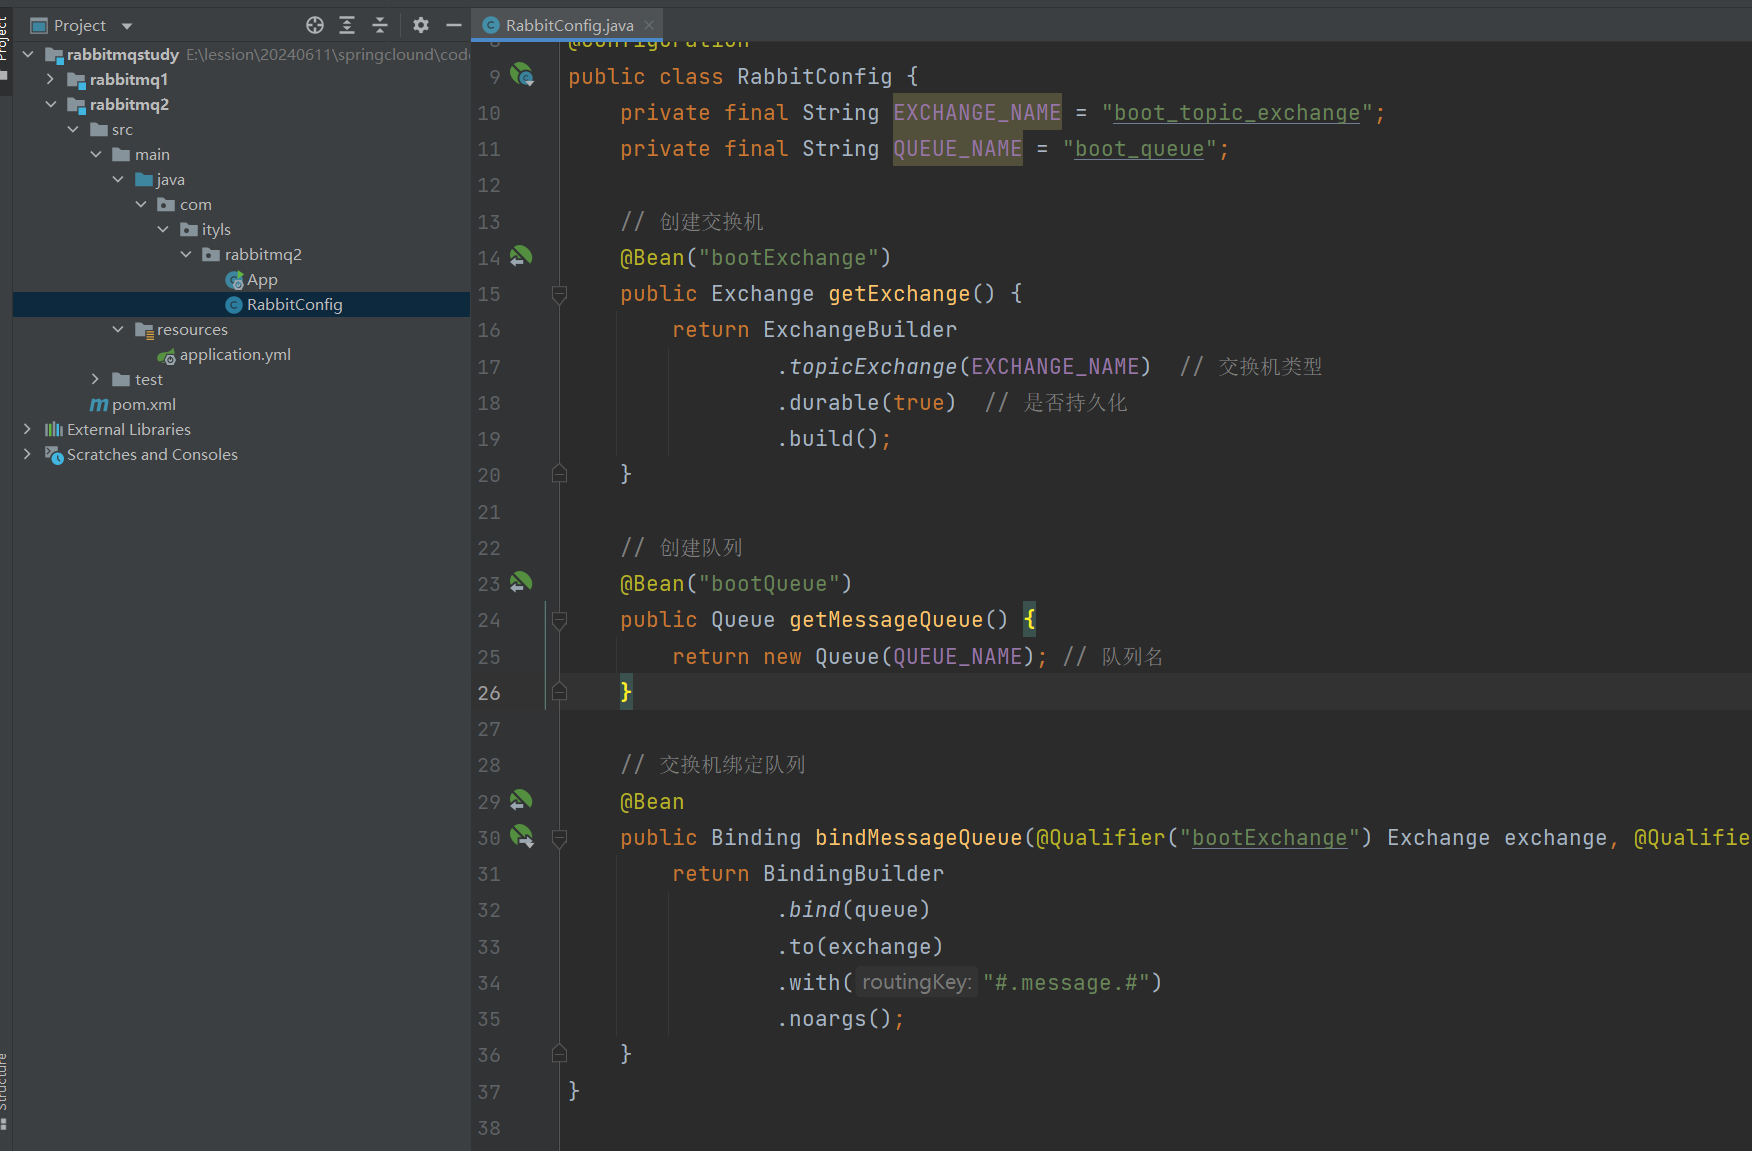 Project
RabbitConfig.java
Project
rabbitmqstudy E:\lession\20240611\springclound\code
rabbitmq1
rabbitmq2
src
main
java
com
ityls
rabbitmq2
App
RabbitConfig
resources
application.yml
test
pom.xml
External Libraries
Scratches and Consoles
Structure
9 public class RabbitConfig {
10 private final String EXCHANGE_NAME = "boot_topic_exchange";
11 private final String QUEUE_NAME = "boot_queue";
12
13 // 创建交换机
14 @Bean("bootExchange")
15 public Exchange getExchange() {
16 return ExchangeBuilder
17 .topicExchange(EXCHANGE_NAME) // 交换机类型
18 .durable(true) // 是否持久化
19 .build();
20 }
21
22 // 创建队列
23 @Bean("bootQueue")
24 public Queue getMessageQueue() {
25 return new Queue(QUEUE_NAME); // 队列名
26 }
27
28 // 交换机绑定队列
29 @Bean
30 public Binding bindMessageQueue(@Qualifier("bootExchange") Exchange exchange, @Qualifie
31 return BindingBuilder
32 .bind(queue)
33 .to(exchange)
34 .with( routingKey: "#.message.#")
35 .noargs();
36 }
37 }
38